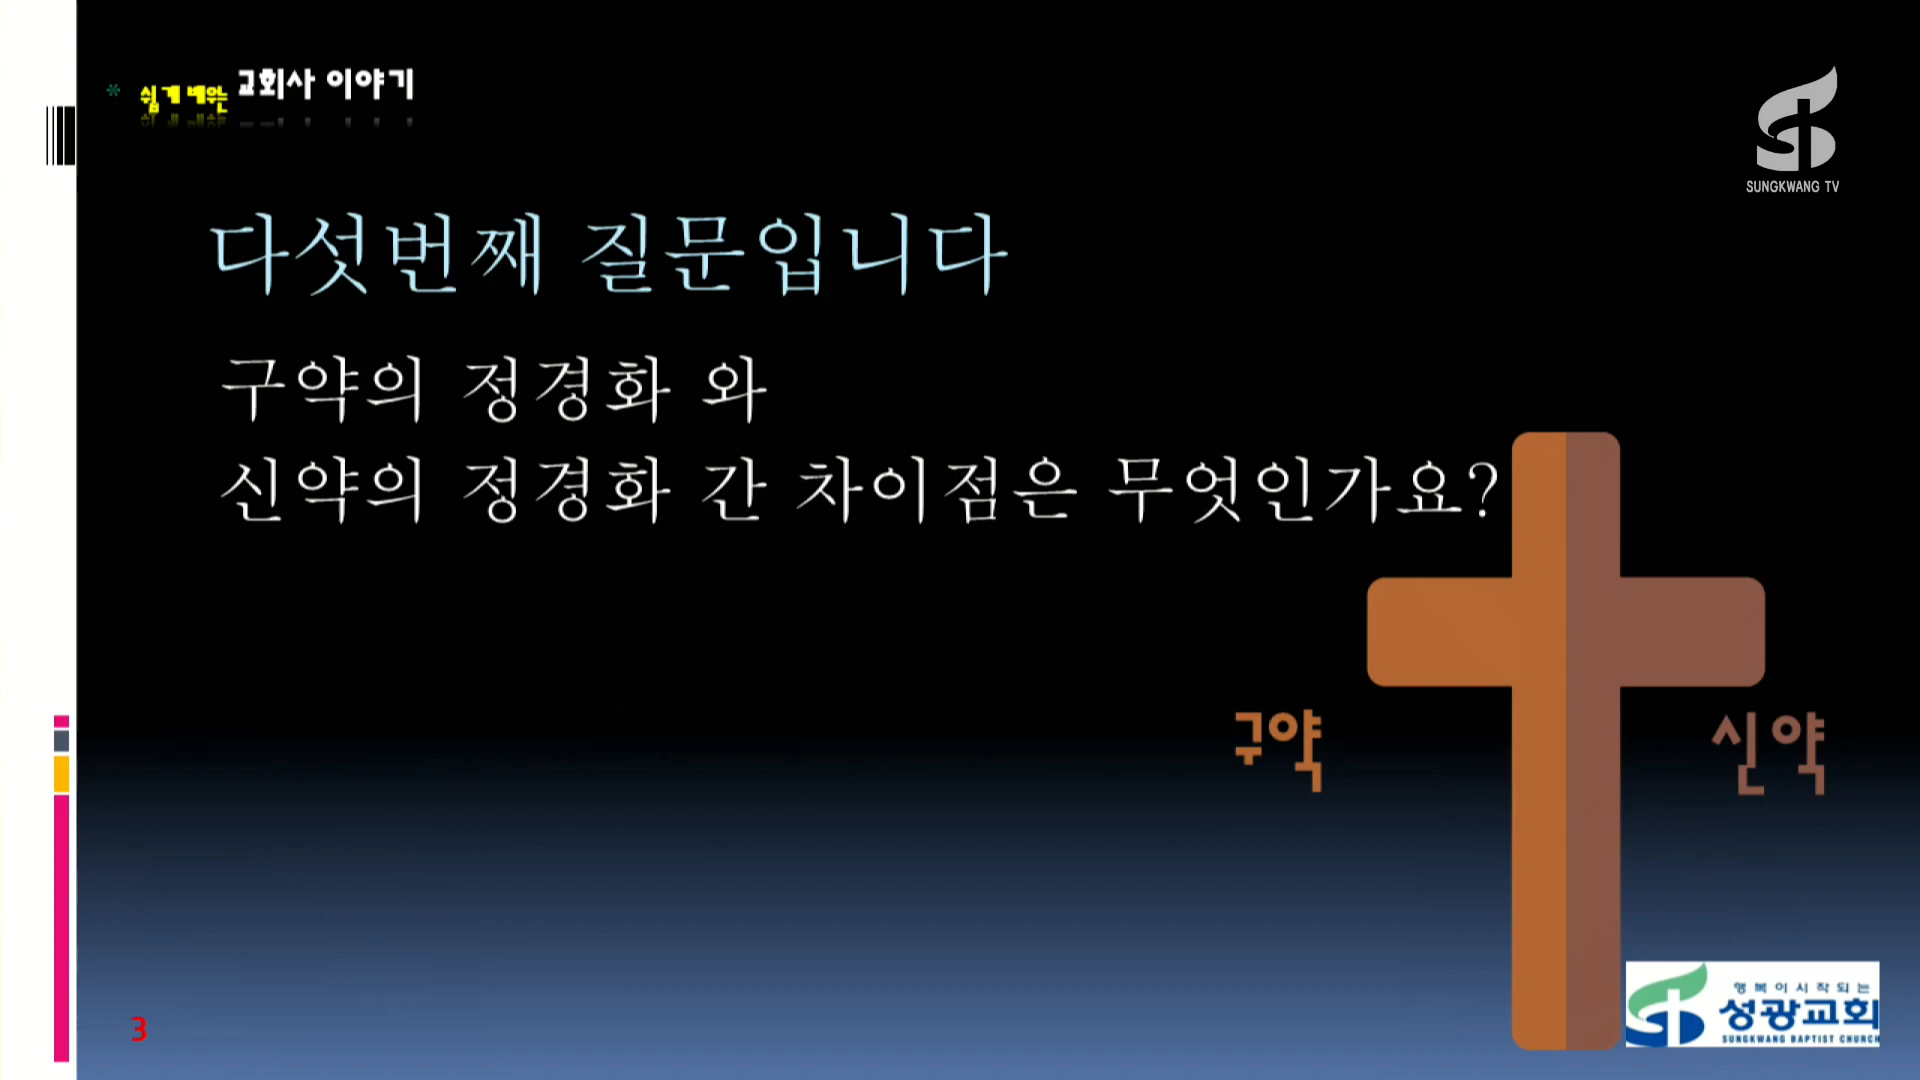 * 쉽게 배우는 교회사 이야기
SUNGKWANG TV
다섯번째 질문입니다
구약의 정경화 와
신약의 정경화 간 차이점은 무엇인가요?
구약
신약
3
행복이시작되는
성광교회
SUNGKWANG BAPTIST CHURCH